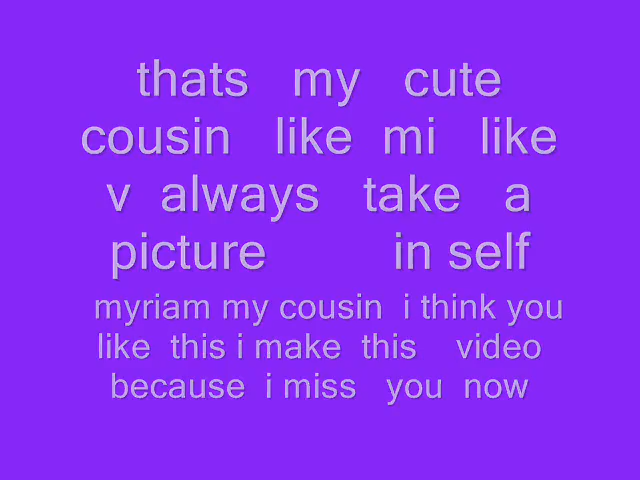 thats my cute
cousin like mi like
v always take a
picture in self
myriam my cousin i think you
like this i make this video
because i miss you now